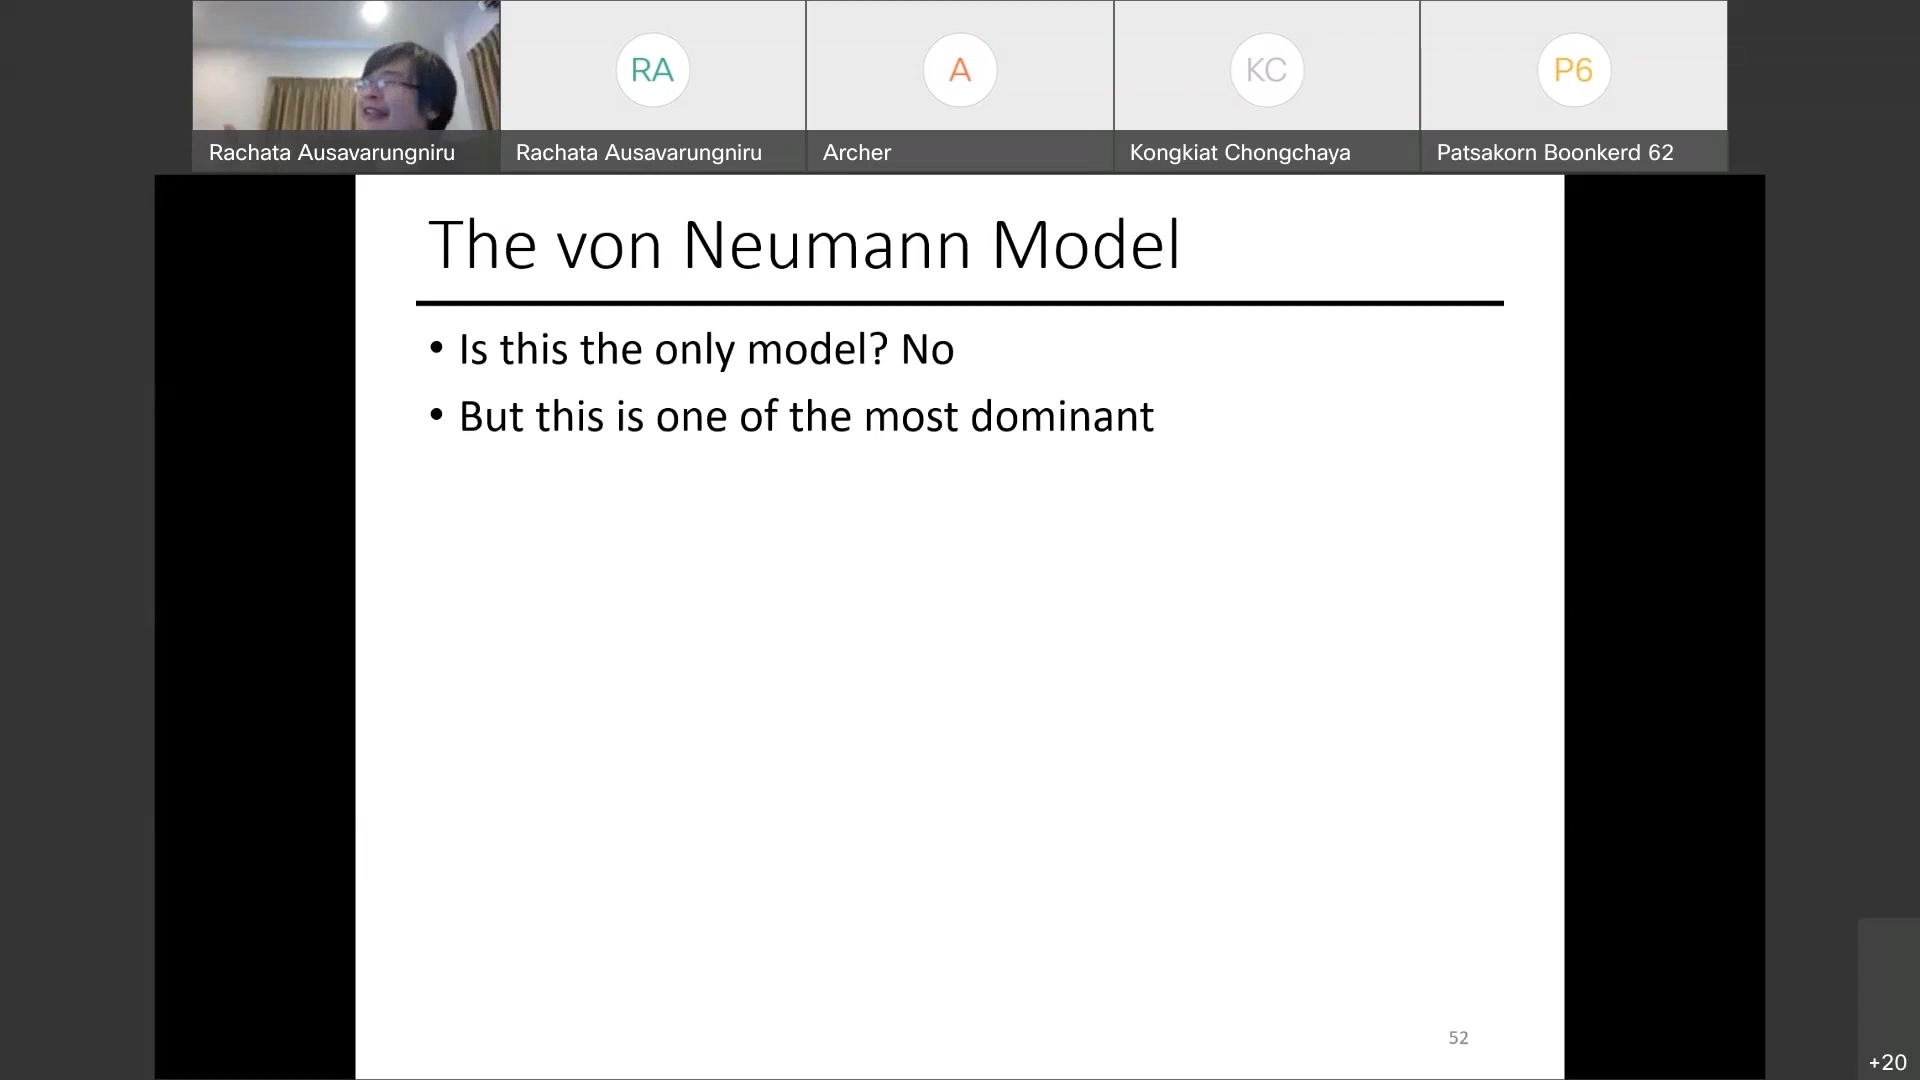 RA
A
KC
P6
Rachata Ausavarungniru
Rachata Ausavarungniru
Archer
Kongkiat Chongchaya
Patsakorn Boonkerd 62
The von Neumann Model
• Is this the only model? No
• But this is one of the most dominant
52
+20